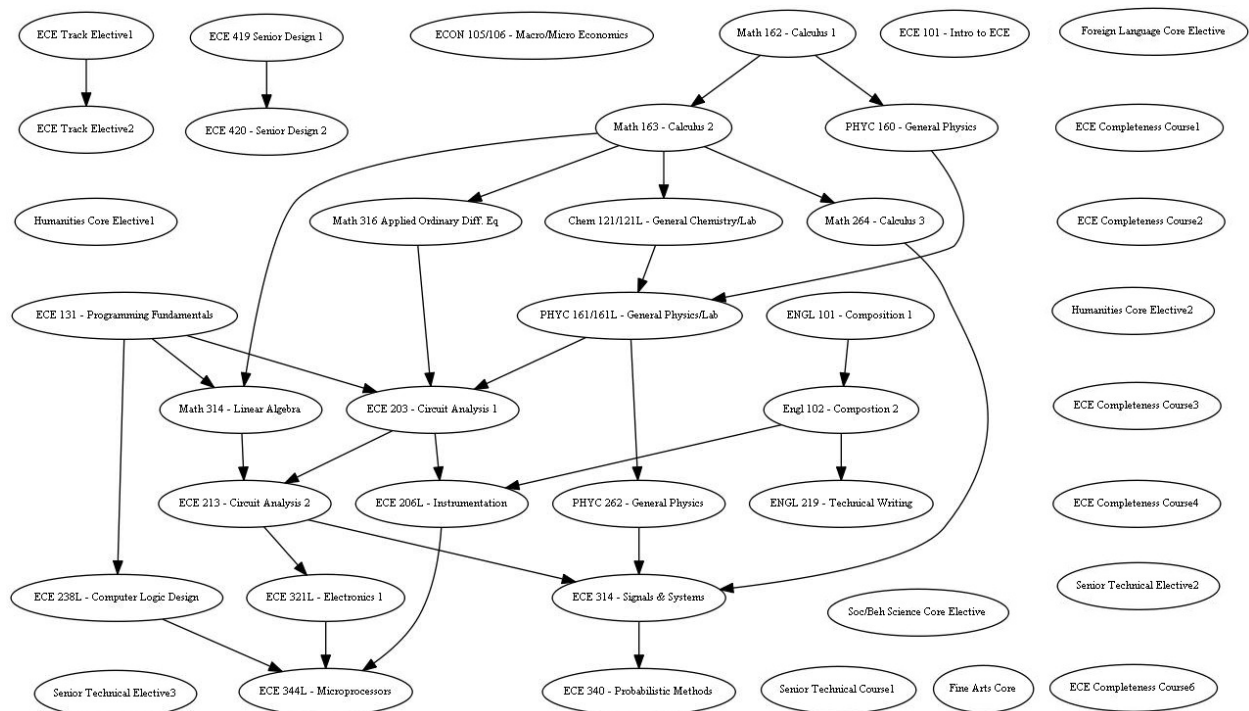 ECE Track Elective1
ECE 419 Senior Design 1
ECON 105/106 - Macro/Micro Economics
Math 162 - Calculus 1
ECE 101 - Intro to ECE
Foreign Language Core Elective
ECE Track Elective2
ECE 420 - Senior Design 2
Math 163 - Calculus 2
PHYC 160 - General Physics
ECE Completeness Course1
Humanities Core Elective1
Math 316 Applied Ordinary Diff. Eq
Chem 121/121L - General Chemistry/Lab
Math 264 - Calculus 3
ECE Completeness Course2
ECE 131 - Programming Fundamentals
PHYC 161/161L - General Physics/Lab
ENGL 101 - Composition 1
Humanities Core Elective2
Math 314 - Linear Algebra
ECE 203 - Circuit Analysis 1
Engl 102 - Compostion 2
ECE Completeness Course3
ECE 213 - Circuit Analysis 2
ECE 206L - Instrumentation
PHYC 262 - General Physics
ENGL 219 - Technical Writing
ECE Completeness Course4
ECE 238L - Computer Logic Design
ECE 321L - Electronics 1
ECE 314 - Signals & Systems
Soc/Beh Science Core Elective
Senior Technical Elective2
Senior Technical Elective3
ECE 344L - Microprocessors
ECE 340 - Probabilistic Methods
Senior Technical Course1
Fine Arts Core
ECE Completeness Course6